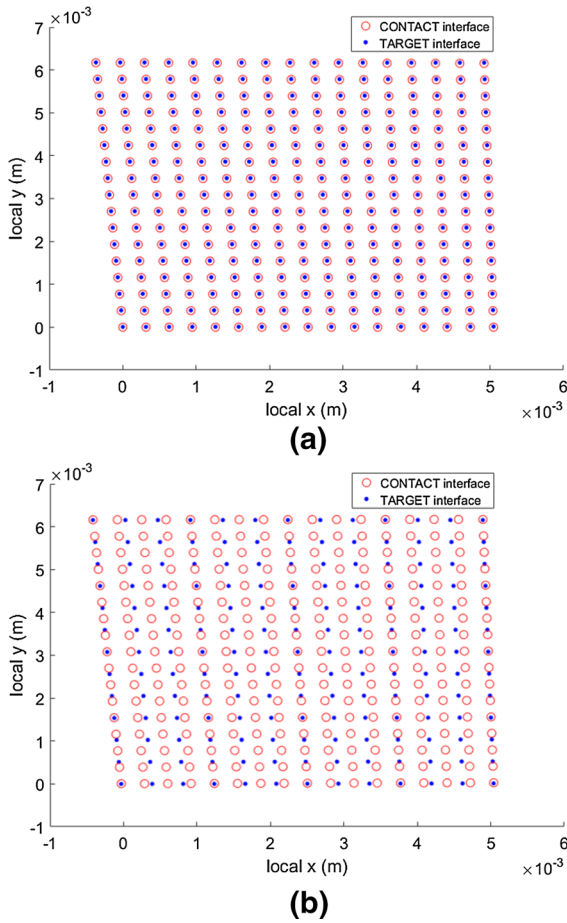 ×10⁻³
7
CONTACT interface
TARGET interface
6
5
4
3
2
1
0
-1
local y (m)
-1 0 1 2 3 4 5 6
local x (m)
×10⁻³
(a)
×10⁻³
7
CONTACT interface
TARGET interface
6
5
4
3
2
1
0
-1
local y (m)
-1 0 1 2 3 4 5 6
local x (m)
×10⁻³
(b)